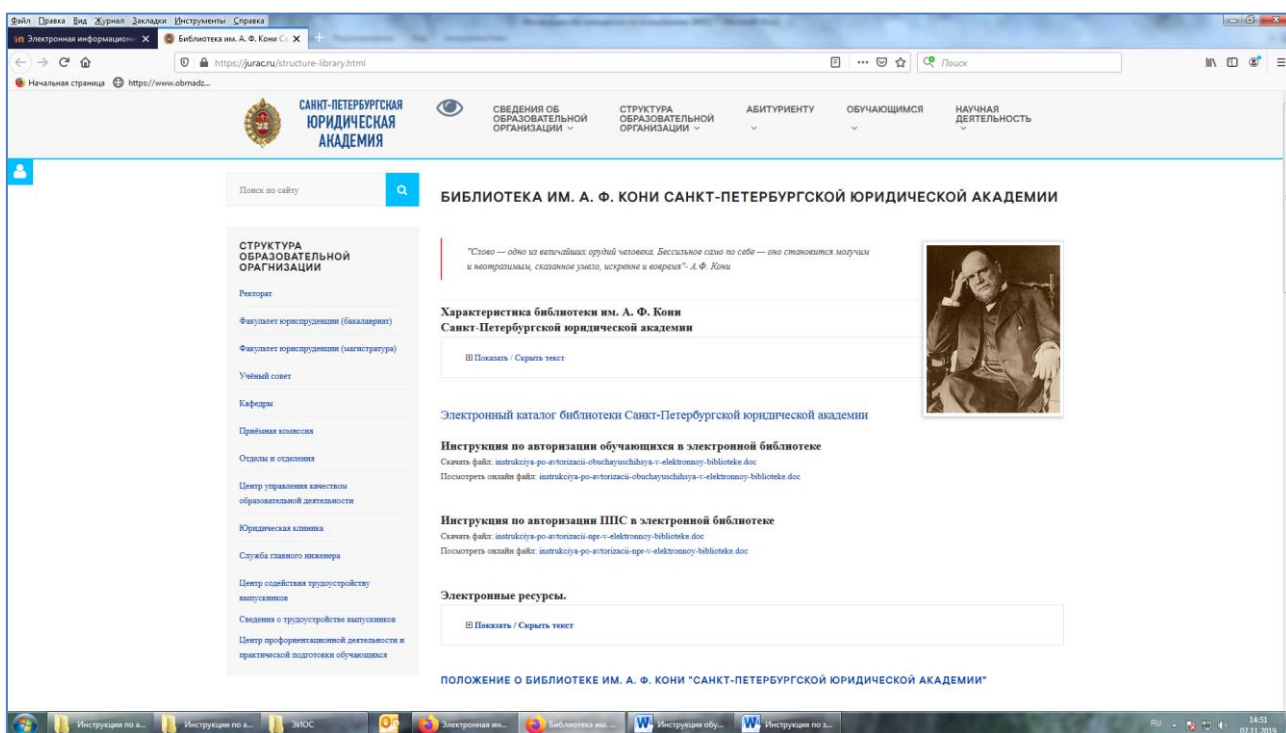 Файл Правка Вид Журнал Закладки Инструменты Справка
Электронная информационн
Библиотека им. А. Ф. Кони С
https://jurac.ru/structure-library.html
Поиск
Начальная страница https://www.obrnadz...
САНКТ-ПЕТЕРБУРГСКАЯ
ЮРИДИЧЕСКАЯ
АКАДЕМИЯ
СВЕДЕНИЯ ОБ
ОБРАЗОВАТЕЛЬНОЙ
ОРГАНИЗАЦИИ
СТРУКТУРА
ОБРАЗОВАТЕЛЬНОЙ
ОРГАНИЗАЦИИ
АБИТУРИЕНТУ
ОБУЧАЮЩИМСЯ
НАУЧНАЯ
ДЕЯТЕЛЬНОСТЬ
Поиск по сайту
СТРУКТУРА
ОБРАЗОВАТЕЛЬНОЙ
ОРАГНИЗАЦИИ
Ректорат
Факультет юриспруденции (бакалавриат)
Факультет юриспруденции (магистратура)
Учёный совет
Кафедры
Приёмная комиссия
Отделы и отделения
Центр управления качеством
образовательной деятельности
Юридическая клиника
Служба главного инженера
Центр содействия трудоустройству
выпускников
Сведения о трудоустройстве выпускников
Центр профориентационной деятельности и
практической подготовки обучающихся
БИБЛИОТЕКА ИМ. А. Ф. КОНИ САНКТ-ПЕТЕРБУРГСКОЙ ЮРИДИЧЕСКОЙ АКАДЕМИИ
"Слово — одно из величайших орудий человека. Бессильное само по себе — оно становится могучим
и неотразимым, сказанное умело, искренне и вовремя"- А.Ф. Кони
Характеристика библиотеки им. А. Ф. Кони
Санкт-Петербургской юридической академии
Показать / Скрыть текст
Электронный каталог библиотеки Санкт-Петербургской юридической академии
Инструкция по авторизации обучающихся в электронной библиотеке
Скачать файл: instrukciya-po-avtorizacii-obuchayuschihsya-v-elektronnoy-biblioteke.doc
Посмотреть онлайн файл: instrukciya-po-avtorizacii-obuchayuschihsya-v-elektronnoy-biblioteke.doc
Инструкция по авторизации ППС в электронной библиотеке
Скачать файл: instrukciya-po-avtorizacii-npr-v-elektronnoy-biblioteke.doc
Посмотреть онлайн файл: instrukciya-po-avtorizacii-npr-v-elektronnoy-biblioteke.doc
Электронные ресурсы.
Показать / Скрыть текст
ПОЛОЖЕНИЕ О БИБЛИОТЕКЕ ИМ. А. Ф. КОНИ "САНКТ-ПЕТЕРБУРГСКОЙ ЮРИДИЧЕСКОЙ АКАДЕМИИ"
Инструкции по а...
Инструкции по а...
ЭИОС
Электронная ин...
Библиотека им. ...
Инструкция обу...
Инструкция по з...
RU
14:51
07.11.2019